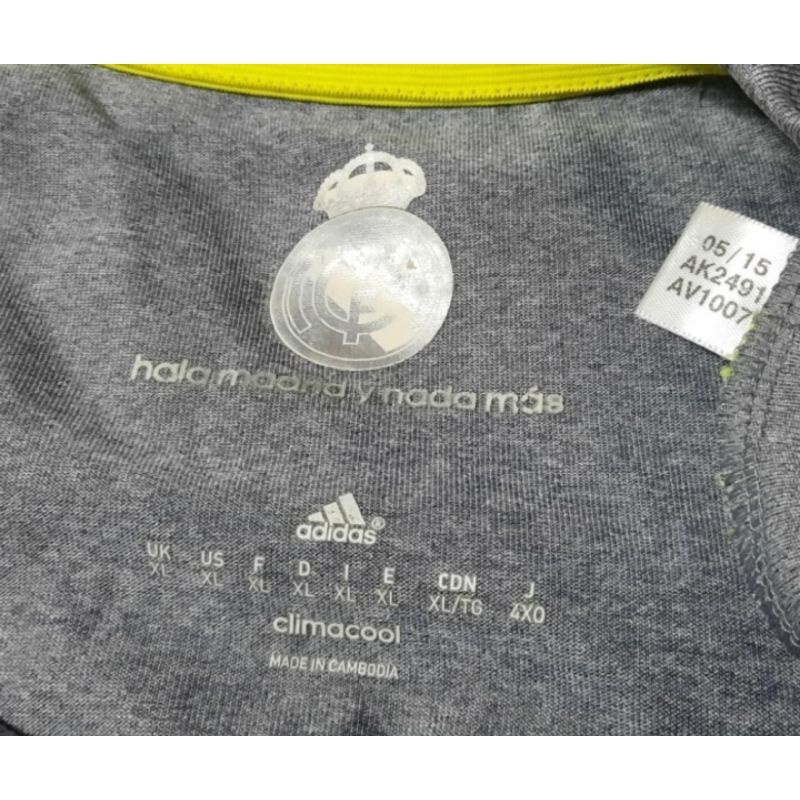 05/15
AK2491
AV1007
hala madrid y nada más
adidas®
UK US F D I E CDN J
XL XL XL XL XL XL XL/TG 4XO
climacool
MADE IN CAMBODIA